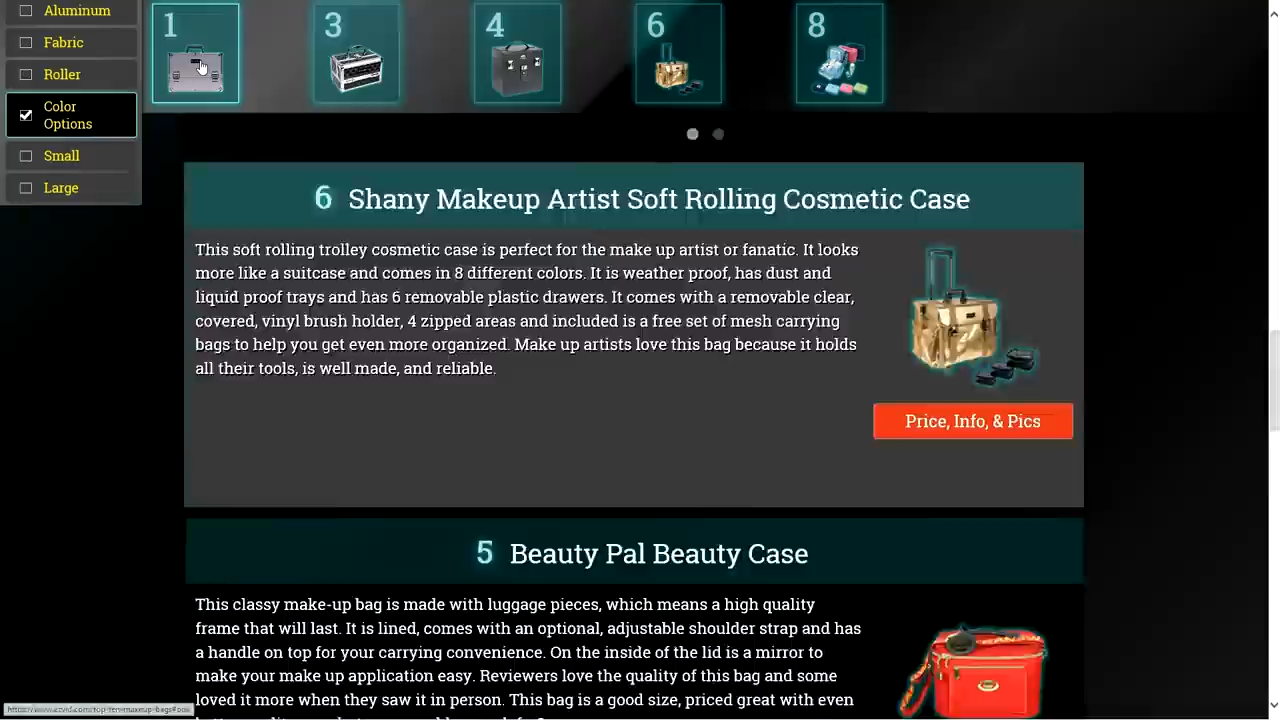 Aluminum
Fabric
Roller
Color
Options
Small
Large
1
3
4
6
8
6 Shany Makeup Artist Soft Rolling Cosmetic Case
This soft rolling trolley cosmetic case is perfect for the make up artist or fanatic. It looks
more like a suitcase and comes in 8 different colors. It is weather proof, has dust and
liquid proof trays and has 6 removable plastic drawers. It comes with a removable clear,
covered, vinyl brush holder, 4 zipped areas and included is a free set of mesh carrying
bags to help you get even more organized. Make up artists love this bag because it holds
all their tools, is well made, and reliable.
Price, Info, & Pics
5 Beauty Pal Beauty Case
This classy make-up bag is made with luggage pieces, which means a high quality
frame that will last. It is lined, comes with an optional, adjustable shoulder strap and has
a handle on top for your carrying convenience. On the inside of the lid is a mirror to
make your make up application easy. Reviewers love the quality of this bag and some
loved it more when they saw it in person. This bag is a good size, priced great with even